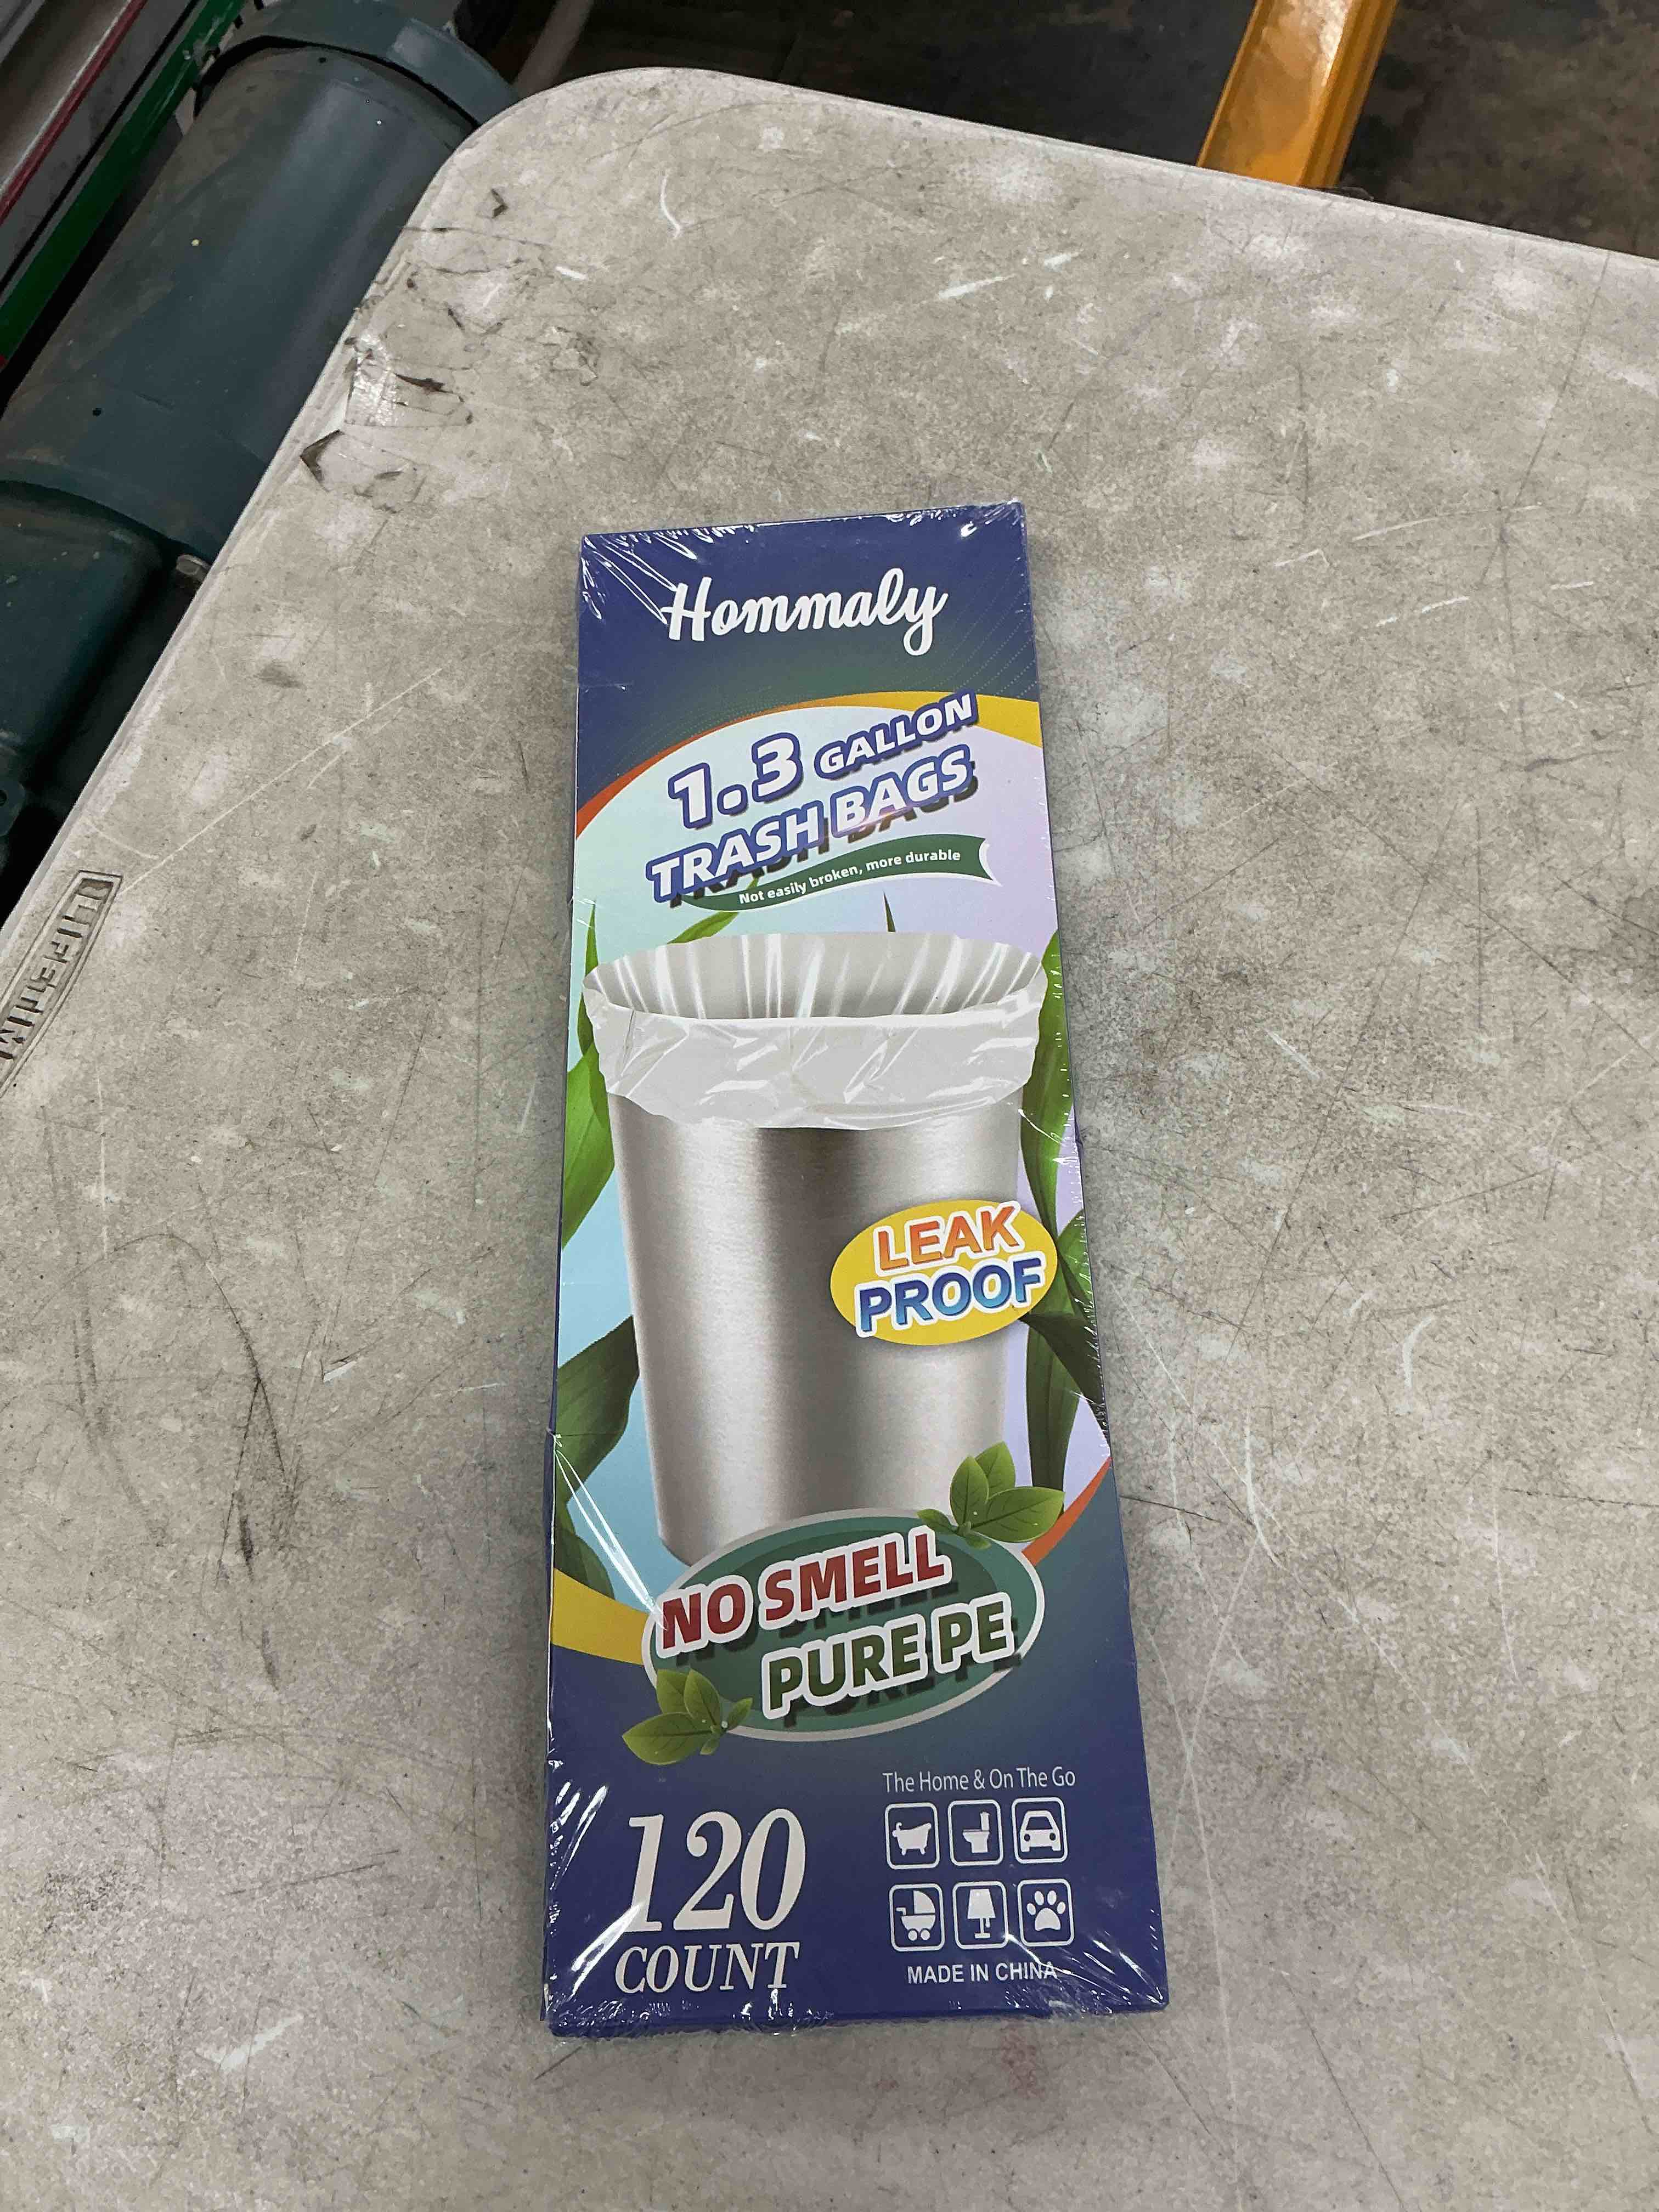 Hommaly
1.3 GALLON
TRASH BAGS
Not easily broken, more durable
LEAK
PROOF
NO SMELL
PURE PE
The Home & On The Go
120
COUNT
MADE IN CHINA
LIFETIME